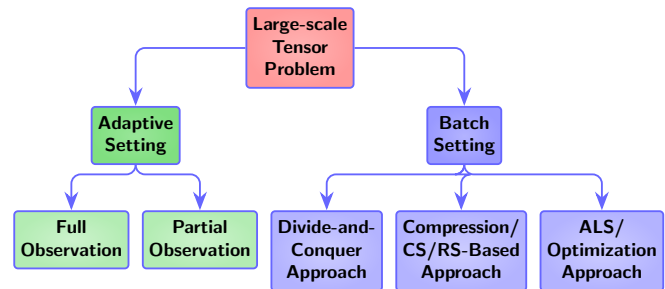 Large-scale
Tensor
Problem
Adaptive
Setting
Batch
Setting
Full
Observation
Partial
Observation
Divide-and-
Conquer
Approach
Compression/
CS/RS-Based
Approach
ALS/
Optimization
Approach